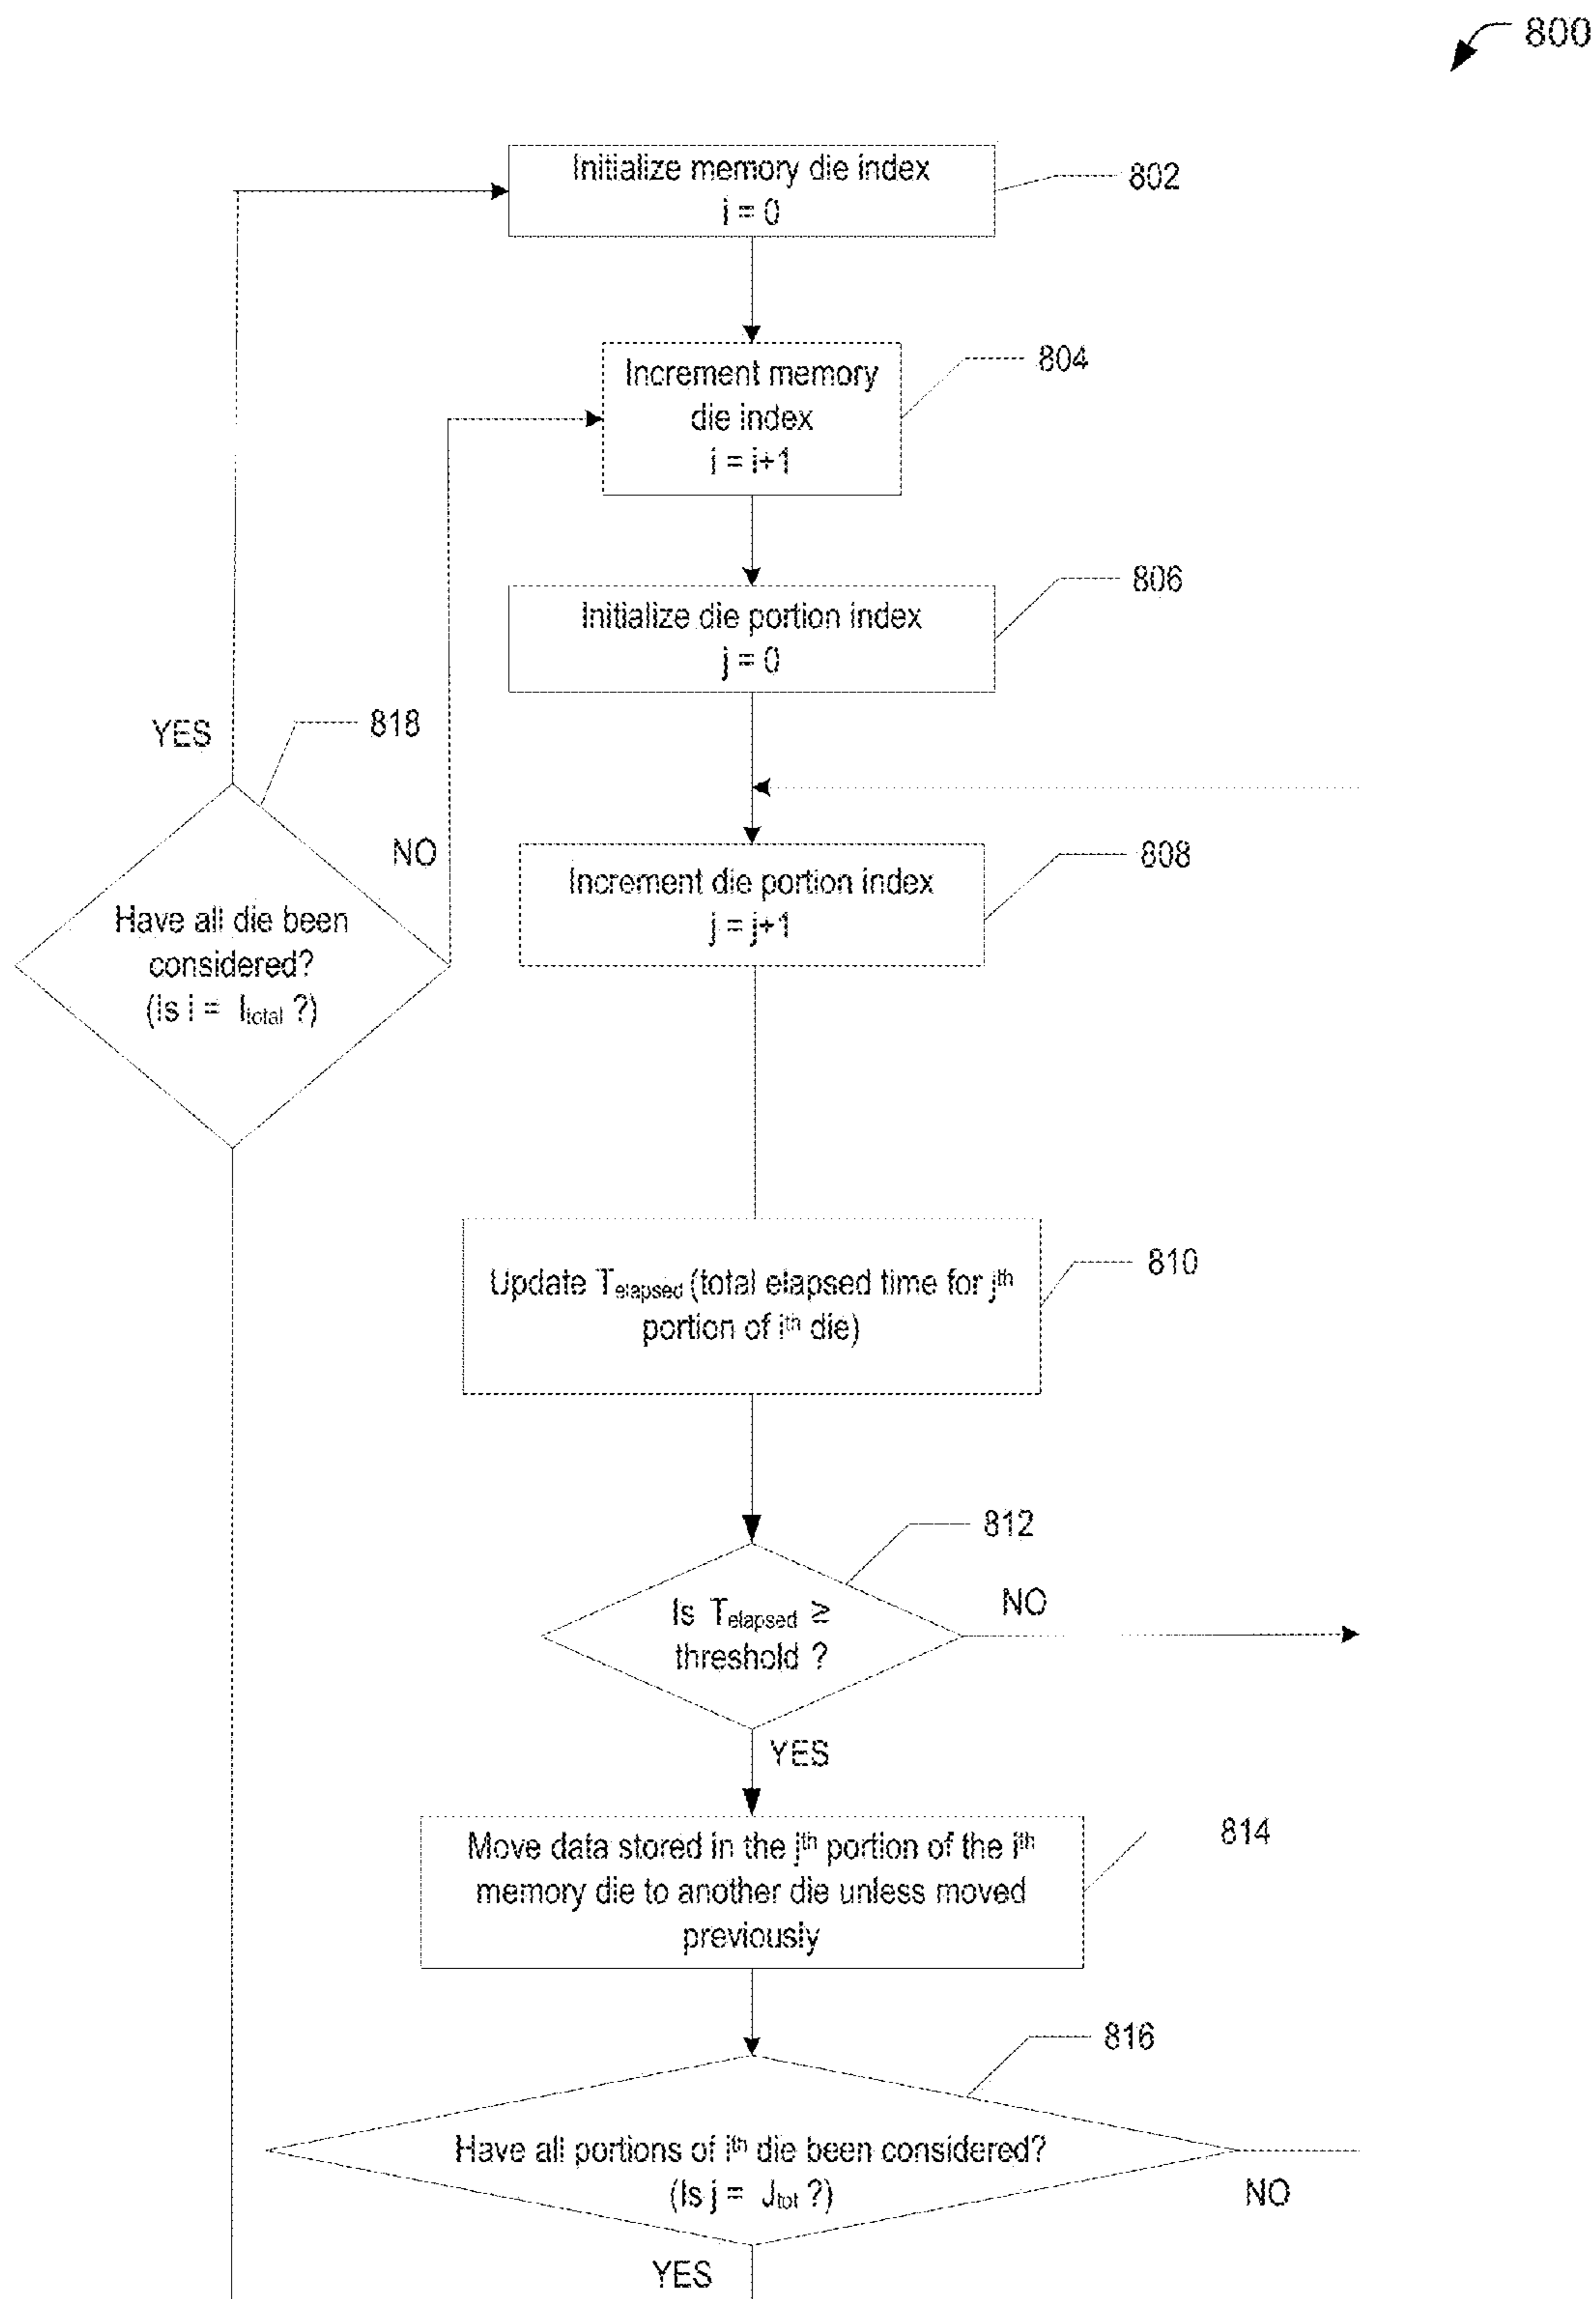 800
Initialize memory die index
i = 0
802
Increment memory
die index
i = i+1
804
Initialize die portion index
j = 0
806
YES
818
NO
Have all die been
considered?
(Is i = Itotal ?)
Increment die portion index
j = j+1
808
Update Telapsed (total elapsed time for jth
portion of ith die)
810
812
Is Telapsed ≥
threshold ?
NO
YES
Move data stored in the jth portion of the ith
memory die to another die unless moved
previously
814
816
Have all portions of ith die been considered?
(Is j = Jtot ?)
NO
YES